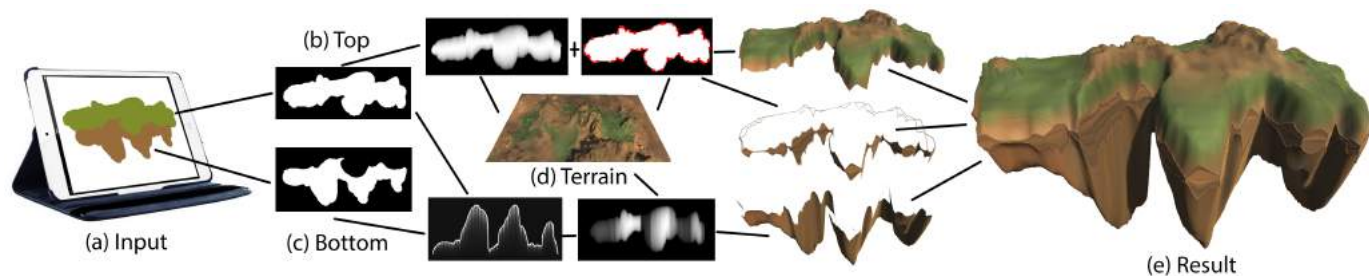 (b) Top
(a) Input
(c) Bottom
(d) Terrain
(e) Result